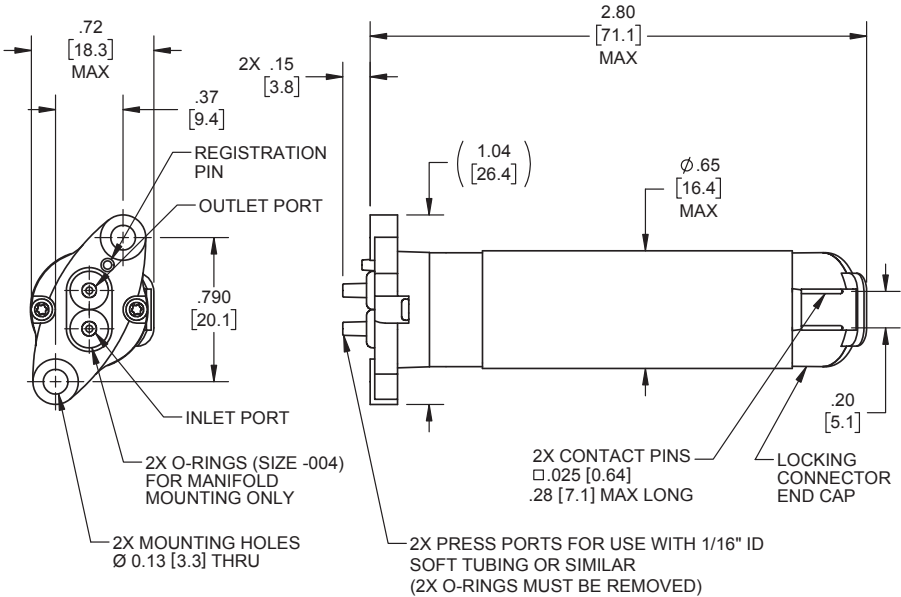 .72
[18.3]
MAX
2.80
[71.1]
MAX
2X .15
[3.8]
.37
[9.4]
REGISTRATION
PIN
OUTLET PORT
(1.04
[26.4])
Ø.65
[16.4]
MAX
.790
[20.1]
INLET PORT
2X O-RINGS (SIZE -004)
FOR MANIFOLD
MOUNTING ONLY
2X MOUNTING HOLES
Ø 0.13 [3.3] THRU
.20
[5.1]
2X CONTACT PINS
□.025 [0.64]
.28 [7.1] MAX LONG
LOCKING
CONNECTOR
END CAP
2X PRESS PORTS FOR USE WITH 1/16" ID
SOFT TUBING OR SIMILAR
(2X O-RINGS MUST BE REMOVED)